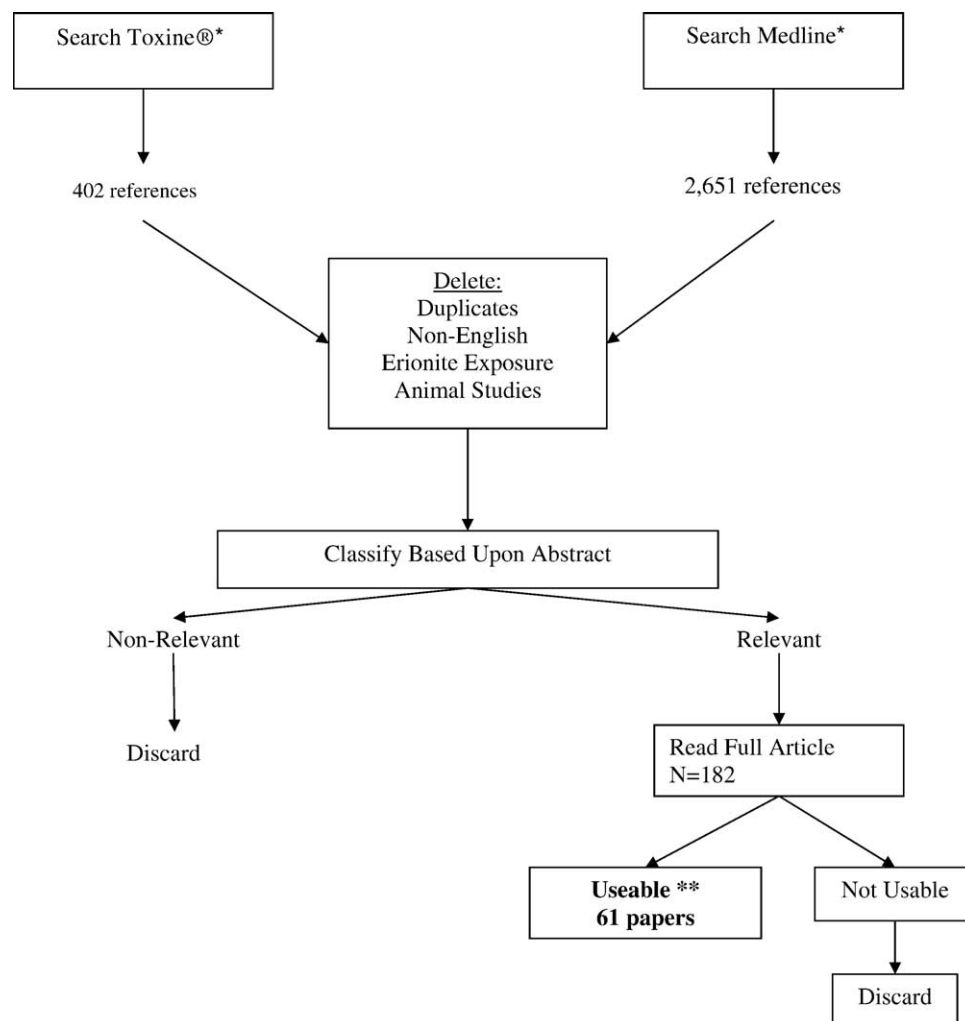 Search Toxine®*
Search Medline*
402 references
2,651 references
Delete:
Duplicates
Non-English
Erionite Exposure
Animal Studies
Classify Based Upon Abstract
Non-Relevant
Relevant
Discard
Read Full Article
N=182
Useable **
61 papers
Not Usable
Discard